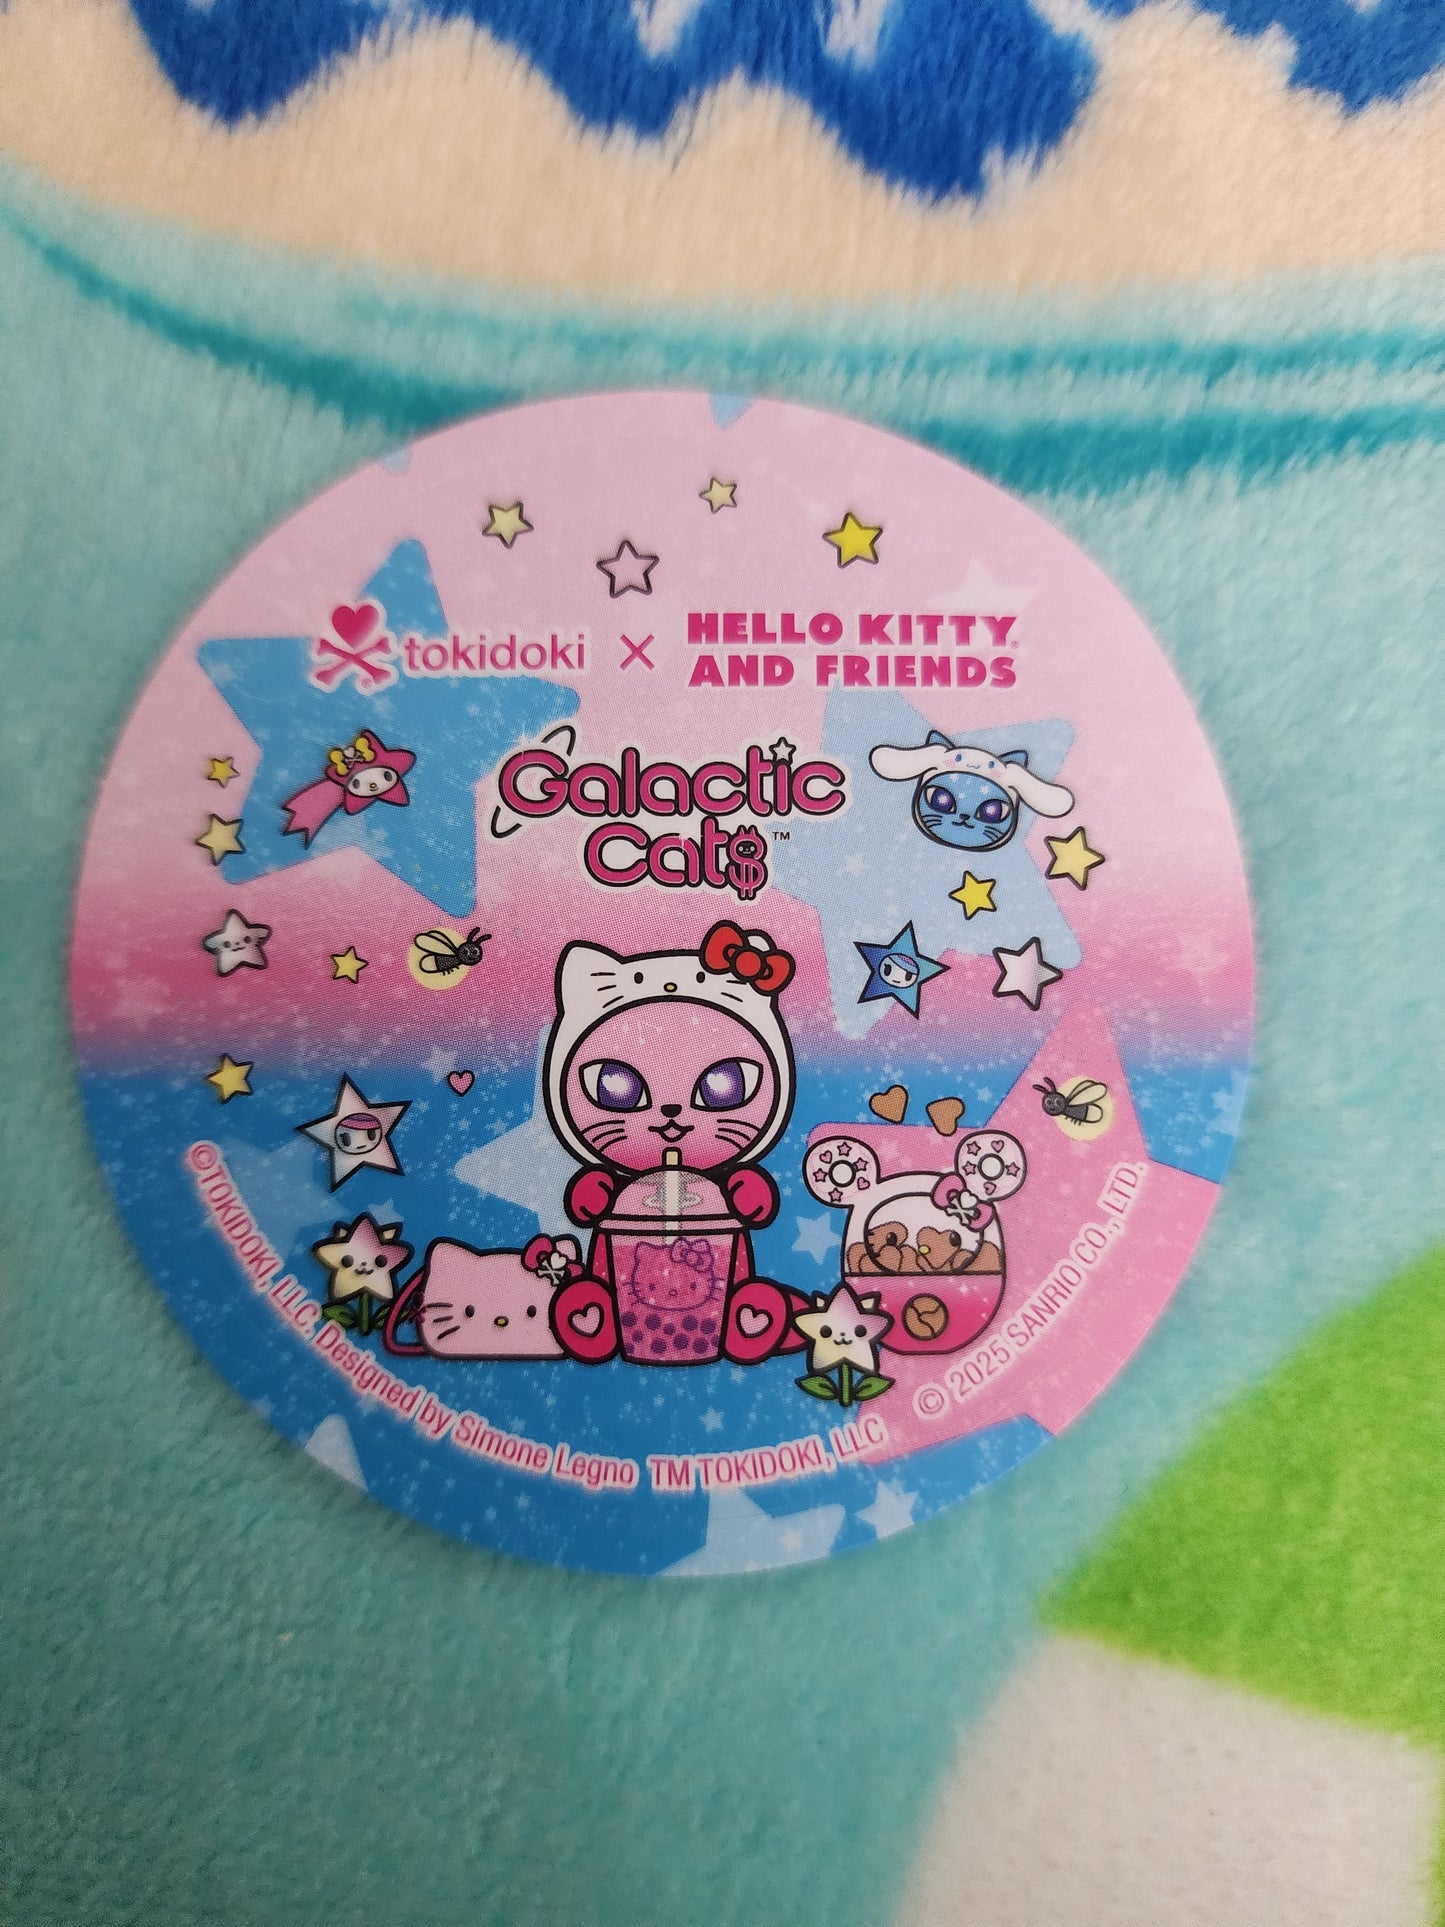 tokidoki × HELLO KITTY®
AND FRIENDS
Galactic
Cat$™
©TOKIDOKI, LLC. Designed by Simone Legno TM TOKIDOKI, LLC © 2025 SANRIO CO., LTD.